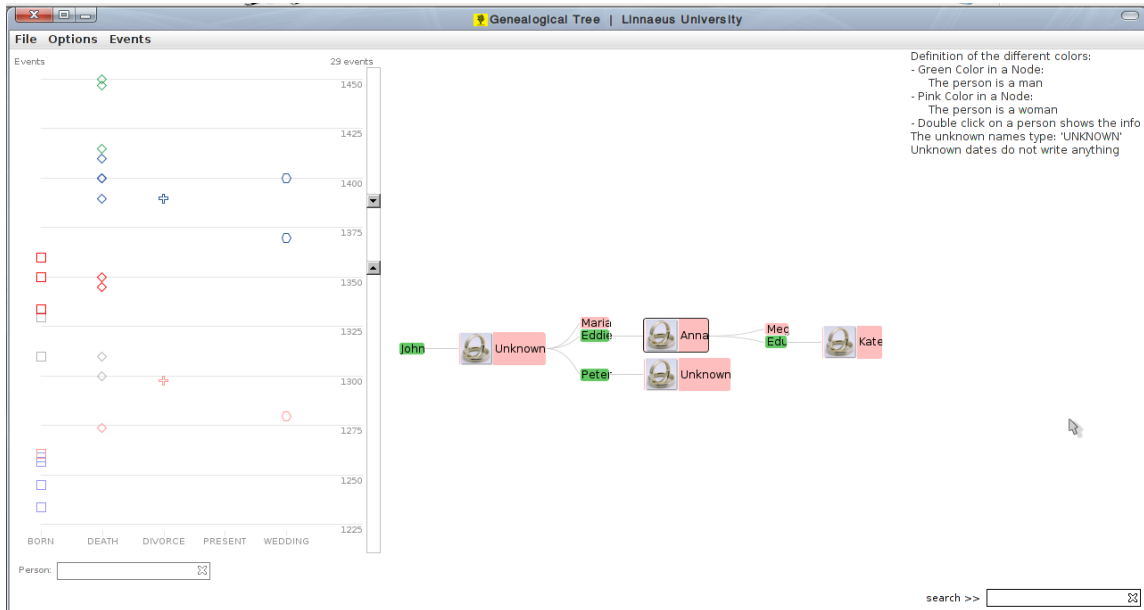 Genealogical Tree | Linnaeus University
File Options Events
Events
29 events
1450
1425
1400
1375
1350
1325
1300
1275
1250
1225
BORN DEATH DIVORCE PRESENT WEDDING
Person:
Definition of the different colors:
- Green Color in a Node:
The person is a man
- Pink Color in a Node:
The person is a woman
- Double click on a person shows the info
The unknown names type: 'UNKNOWN'
Unknown dates do not write anything
John
Unknown
Maria
Eddie
Peter
Anna
Unknown
Meg
Edu
Kate
search >>